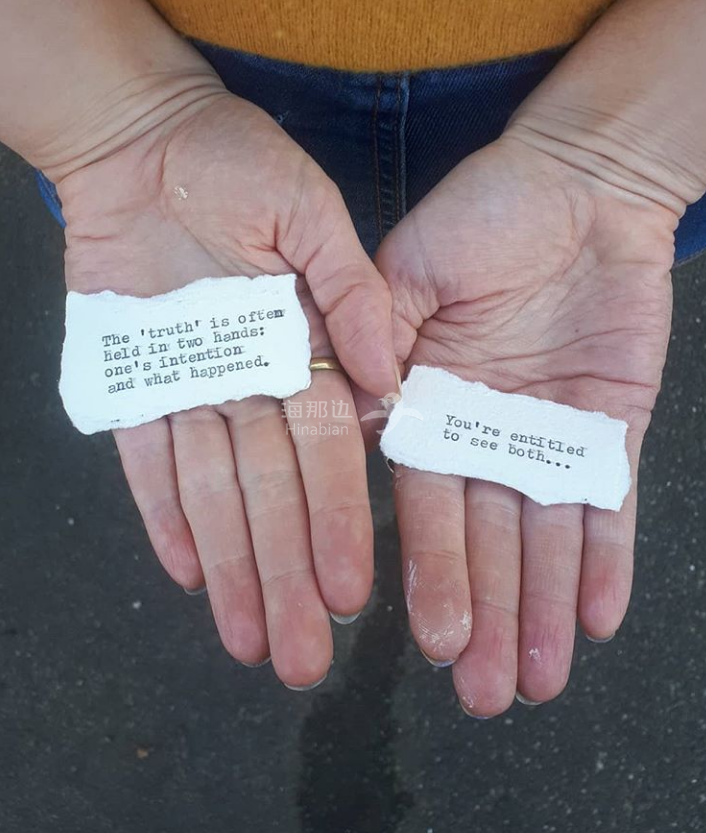 The 'truth' is often
held in two hands:
one's intention
and what happened.
You're entitled
to see both...
海那边
Hinabian